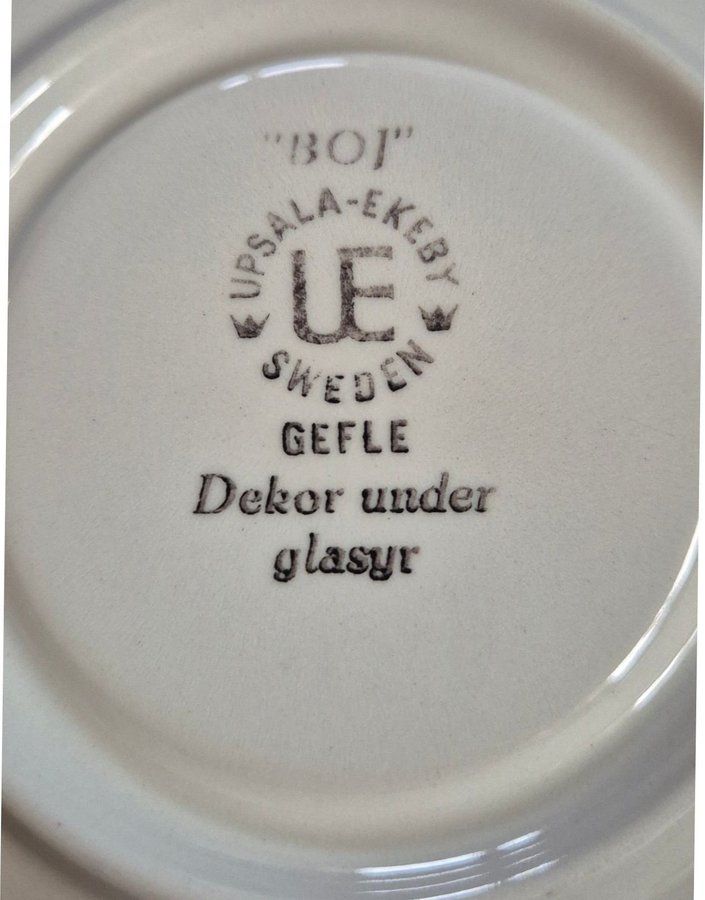 "BOJ"
UPSALA-EKEBY
UE
SWEDEN
GEFLE
Dekor under
glasyr